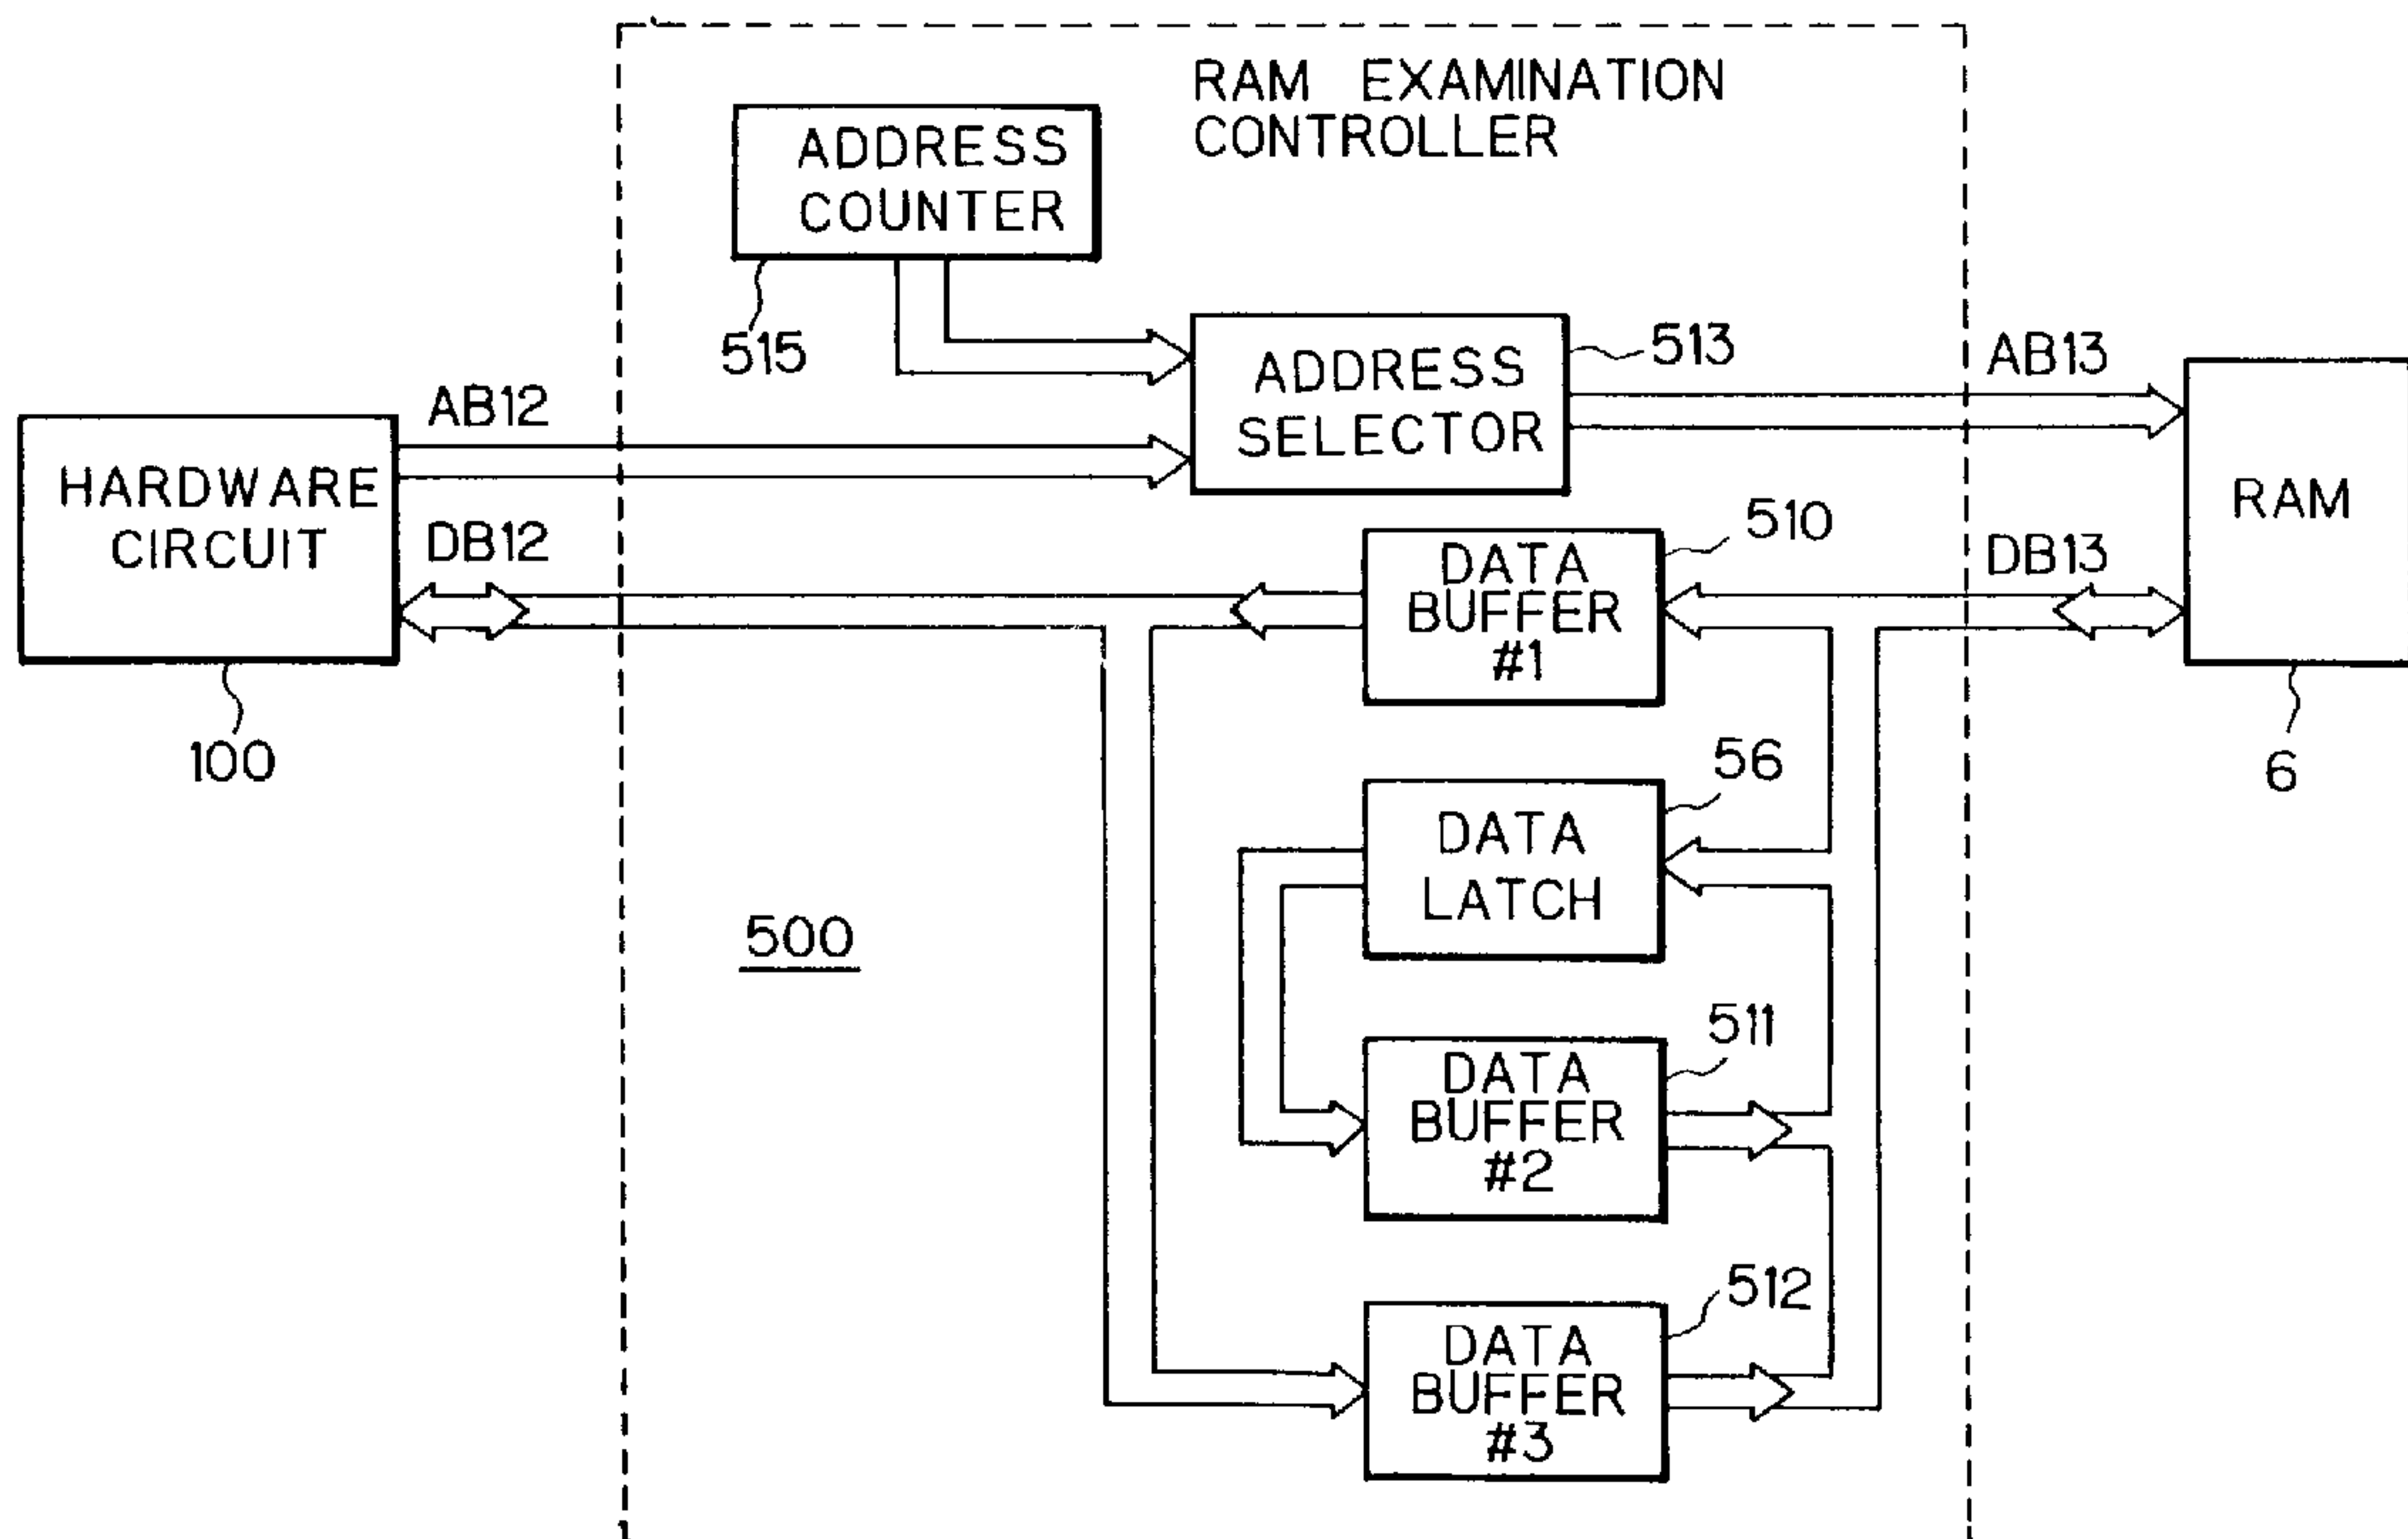 RAM EXAMINATION
CONTROLLER
ADDRESS
COUNTER
515
ADDRESS
SELECTOR
513
AB12
AB13
HARDWARE
CIRCUIT
100
DB12
DB13
RAM
6
DATA
BUFFER
#1
510
DATA
LATCH
56
500
DATA
BUFFER
#2
511
DATA
BUFFER
#3
512